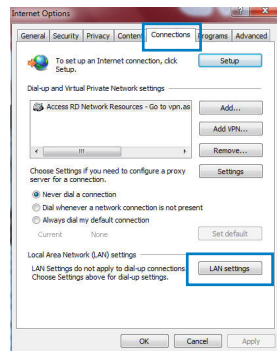 Internet Options
General Security Privacy Content Connections Programs Advanced
To set up an Internet connection, click
Setup.
Setup
Dial-up and Virtual Private Network settings
Access RD Network Resources - Go to vpn.as
Add...
Add VPN...
Remove...
Choose Settings if you need to configure a proxy
server for a connection.
Settings
Never dial a connection
Dial whenever a network connection is not present
Always dial my default connection
Current None
Set default
Local Area Network (LAN) settings
LAN Settings do not apply to dial-up connections.
Choose Settings above for dial-up settings.
LAN settings
OK Cancel Apply